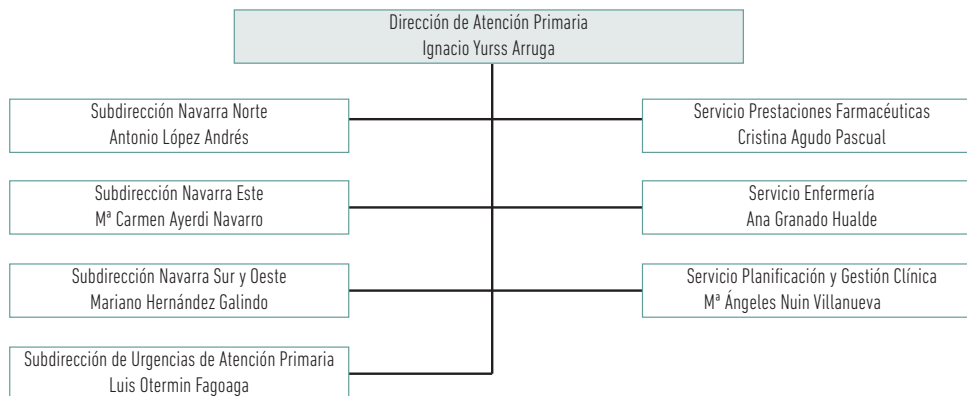 Dirección de Atención Primaria
Ignacio Yurss Arruga
Subdirección Navarra Norte
Antonio López Andrés
Servicio Prestaciones Farmacéuticas
Cristina Agudo Pascual
Subdirección Navarra Este
Mª Carmen Ayerdi Navarro
Servicio Enfermería
Ana Granado Hualde
Subdirección Navarra Sur y Oeste
Mariano Hernández Galindo
Servicio Planificación y Gestión Clínica
Mª Ángeles Nuin Villanueva
Subdirección de Urgencias de Atención Primaria
Luis Otermin Fagoaga